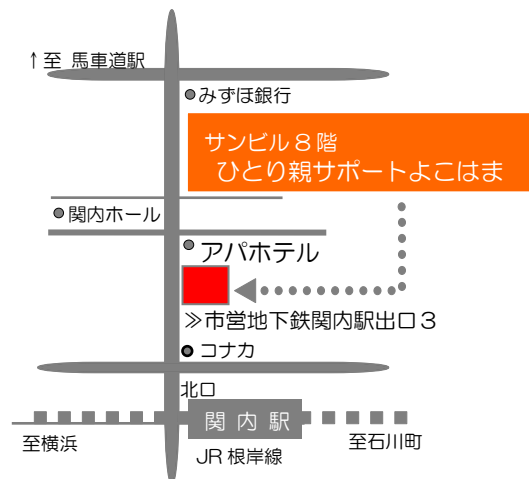 ↑至 馬車道駅
みずほ銀行
サンビル8階
ひとり親サポートよこはま
関内ホール
アパホテル
≫市営地下鉄関内駅出口3
コナカ
北口
関内駅
至横浜
至石川町
JR根岸線